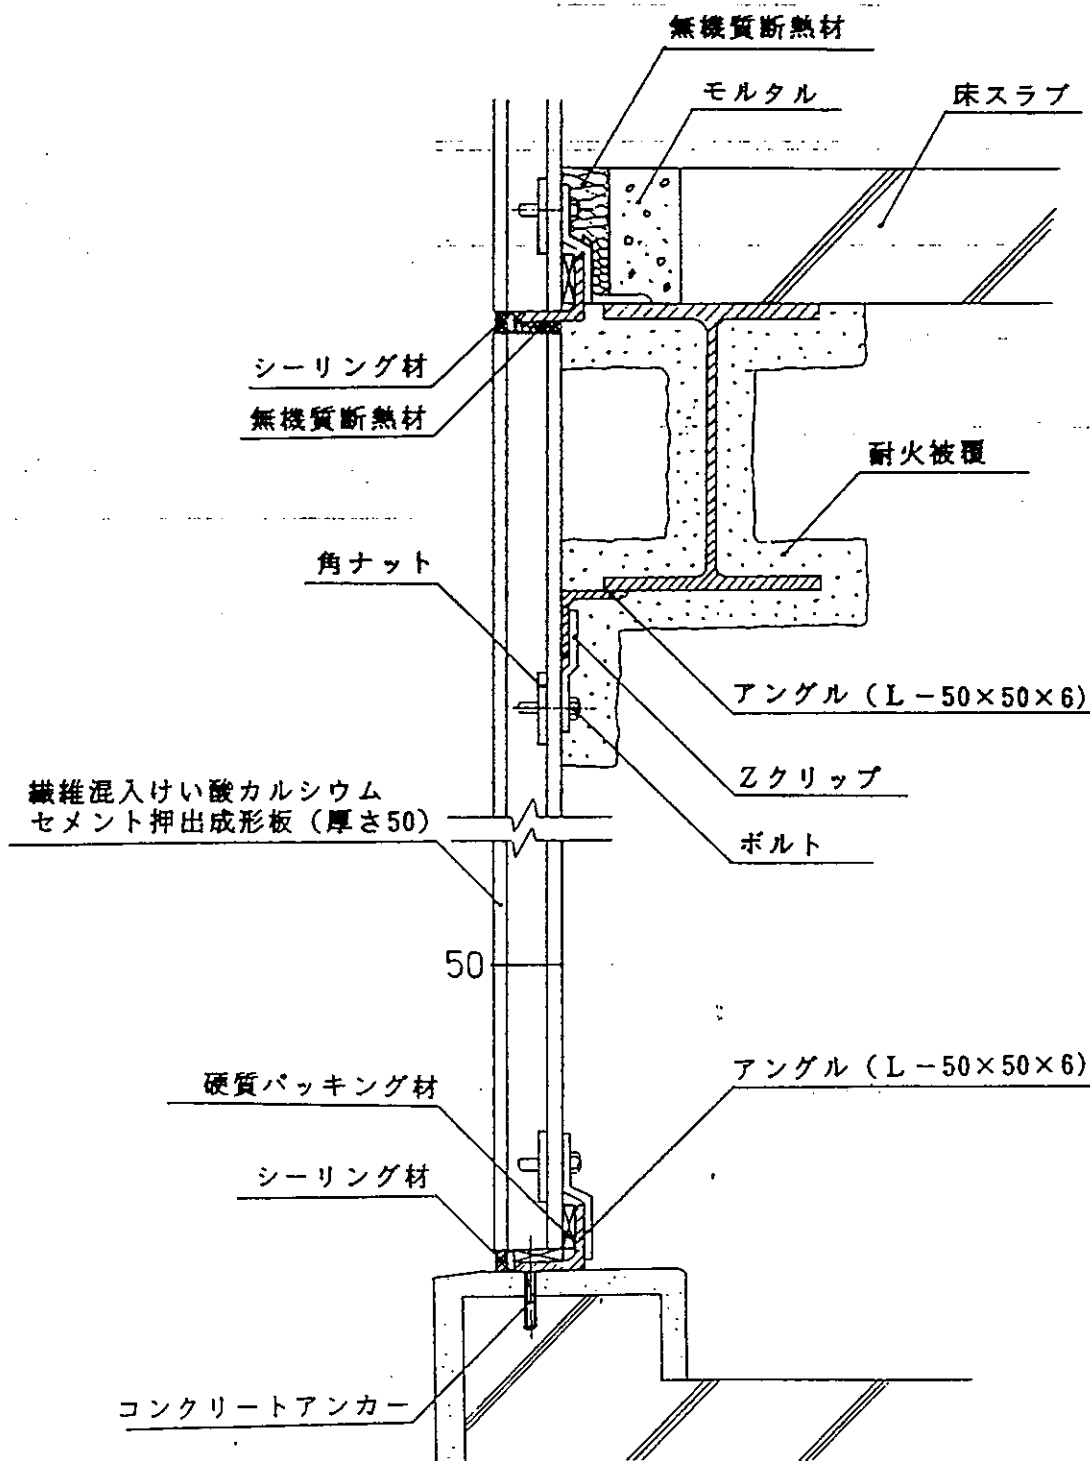 無機質断熱材
モルタル
床スラブ
シーリング材
無機質断熱材
耐火被覆
角ナット
アングル（L－50×50×6）
Zクリップ
繊維混入けい酸カルシウム
セメント押出成形板（厚さ50）
ボルト
50
硬質パッキング材
アングル（L－50×50×6）
シーリング材
コンクリートアンカー